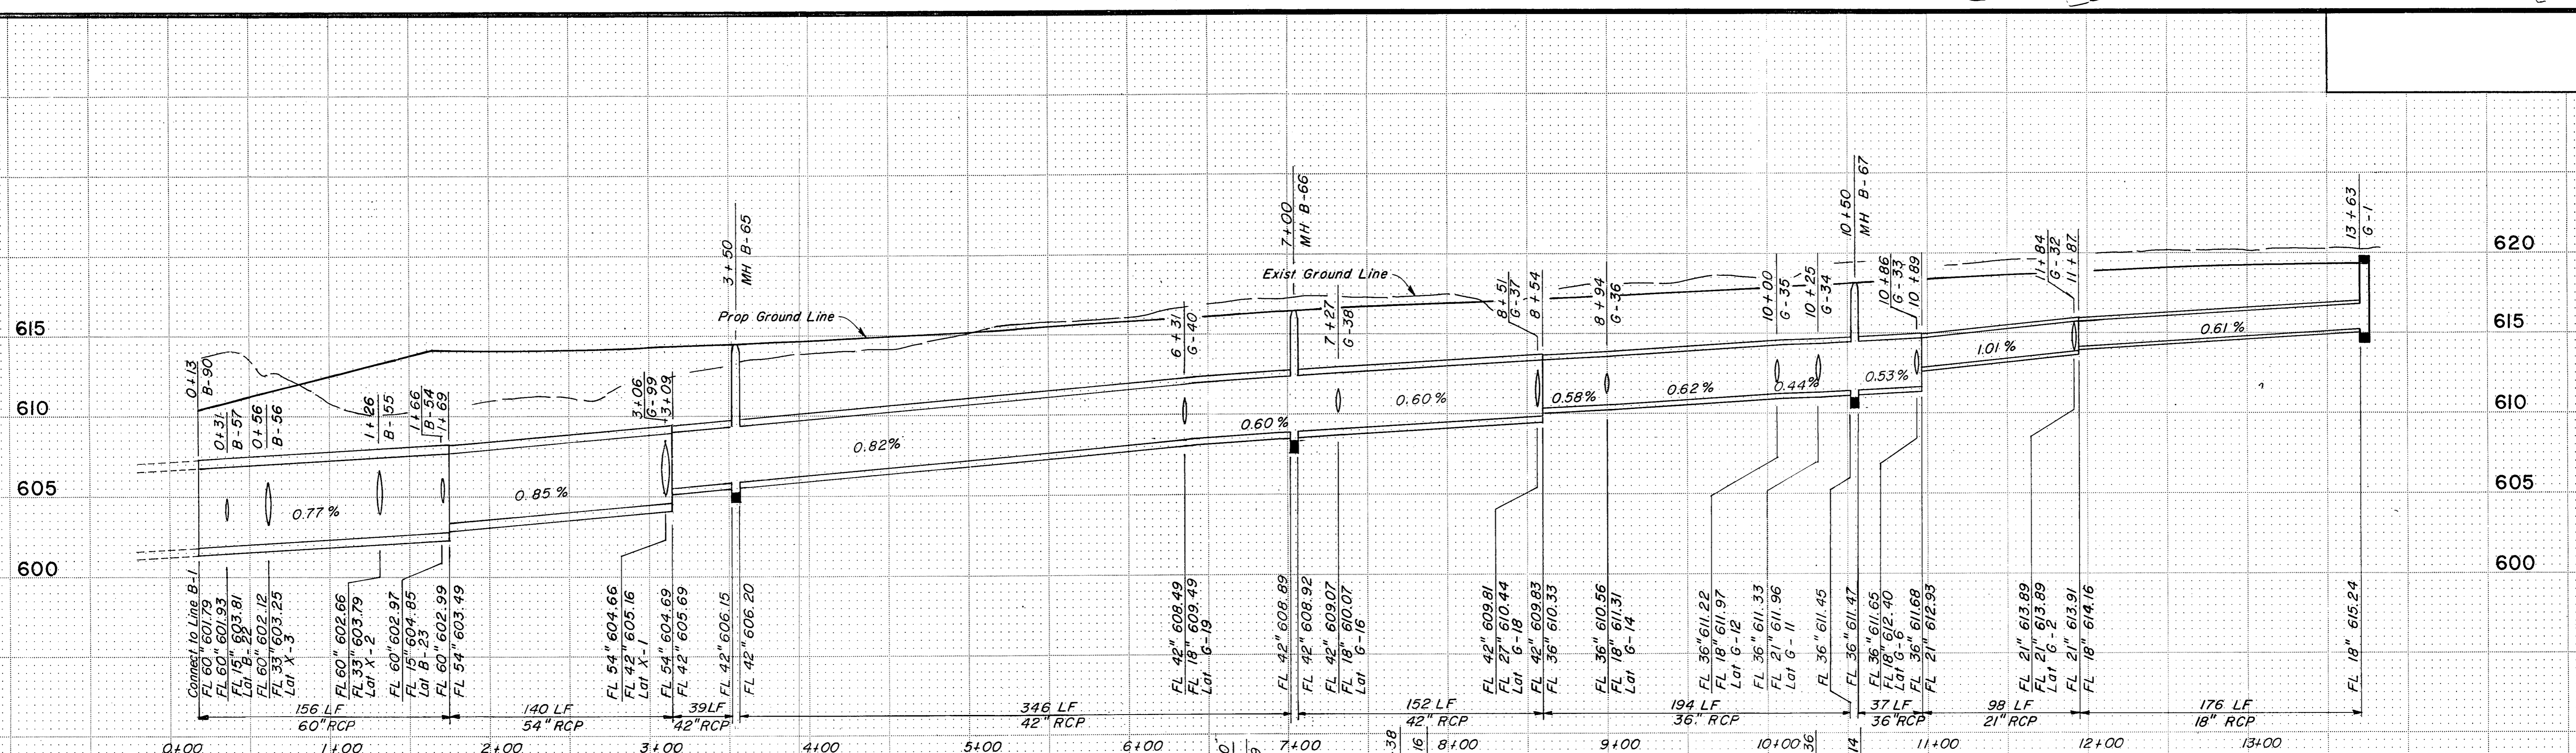 620
615
610
605
600
620
615
610
605
600
0+13
B-90
0+31
B-57
0+56
B-56
1+26
B-55
1+66
B-54
1+69
3+06
G-99
3+09
3+50
MH B-65
6+31
G-40
7+00
MH B-66
7+27
G-38
8+51
G-37
8+54
8+94
G-36
10+00
G-35
10+25
G-34
10+50
MH B-67
10+86
G-33
10+89
11+84
G-32
11+87
13+63
G-1
Prop Ground Line
Exist Ground Line
0.77%
0.85%
0.82%
0.60%
0.60%
0.58%
0.62%
0.44%
0.53%
1.01%
0.61%
Connect to Line B-1
FL 60" 601.79
FL 60" 601.93
FL 15" 603.81
Lat B-22
FL 60" 602.12
FL 33" 603.25
Lat X-3
FL 60" 602.66
FL 33" 603.79
Lat X-2
FL 60" 602.97
FL 15" 604.85
Lat B-23
FL 60" 602.99
FL 54" 603.49
FL 54" 604.66
FL 42" 605.16
Lat X-1
FL 54" 604.69
FL 42" 605.69
FL 42" 606.15
FL 42" 606.20
FL 42" 608.49
FL 18" 609.49
Lat G-19
FL 42" 608.89
FL 42" 608.92
FL 42" 609.07
FL 18" 610.07
Lat G-16
FL 42" 609.81
FL 27" 610.44
Lat G-18
FL 42" 609.83
FL 36" 610.33
FL 36" 610.56
FL 18" 611.31
Lat G-14
FL 36" 611.22
FL 18" 611.97
Lat G-12
FL 36" 611.33
FL 21" 611.96
Lat G-11
FL 36" 611.45
FL 36" 611.47
FL 36" 611.65
FL 18" 612.40
Lat G-6
FL 36" 611.68
FL 21" 612.93
FL 21" 613.89
FL 21" 613.89
Lat G-2
FL 21" 613.91
FL 18" 614.16
FL 18" 615.24
156 LF
60" RCP
140 LF
54" RCP
39 LF
42" RCP
346 LF
42" RCP
152 LF
42" RCP
194 LF
36" RCP
37 LF
36" RCP
98 LF
21" RCP
176 LF
18" RCP
0+00
1+00
2+00
3+00
4+00
5+00
6+00
7+00
8+00
9+00
10+00
11+00
12+00
13+00
38
16
36
14